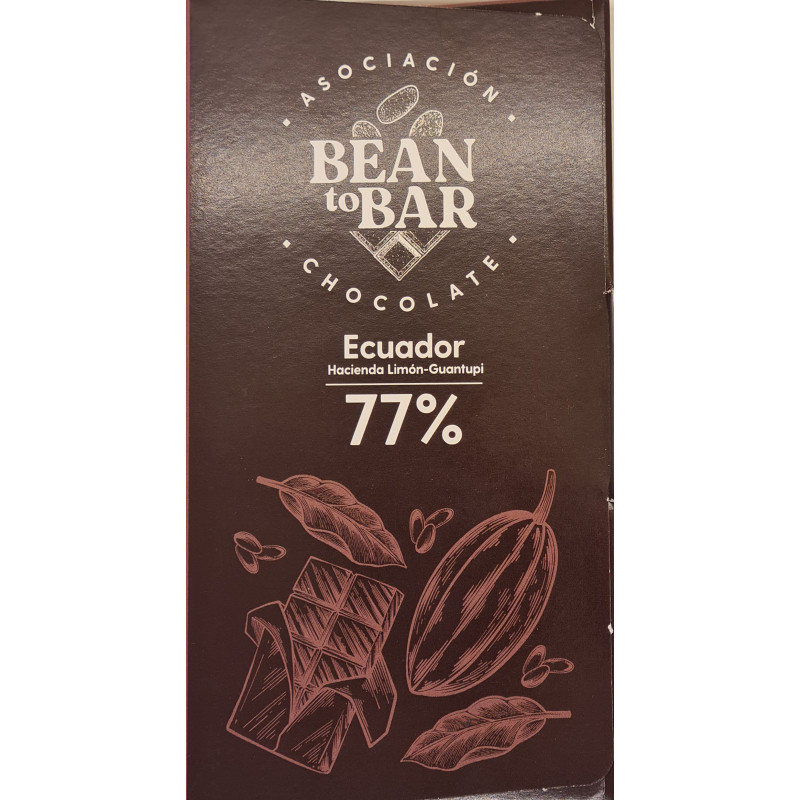 ASOCIACIÓN
BEAN
to BAR
CHOCOLATE
Ecuador
Hacienda Limón-Guantupi
77%